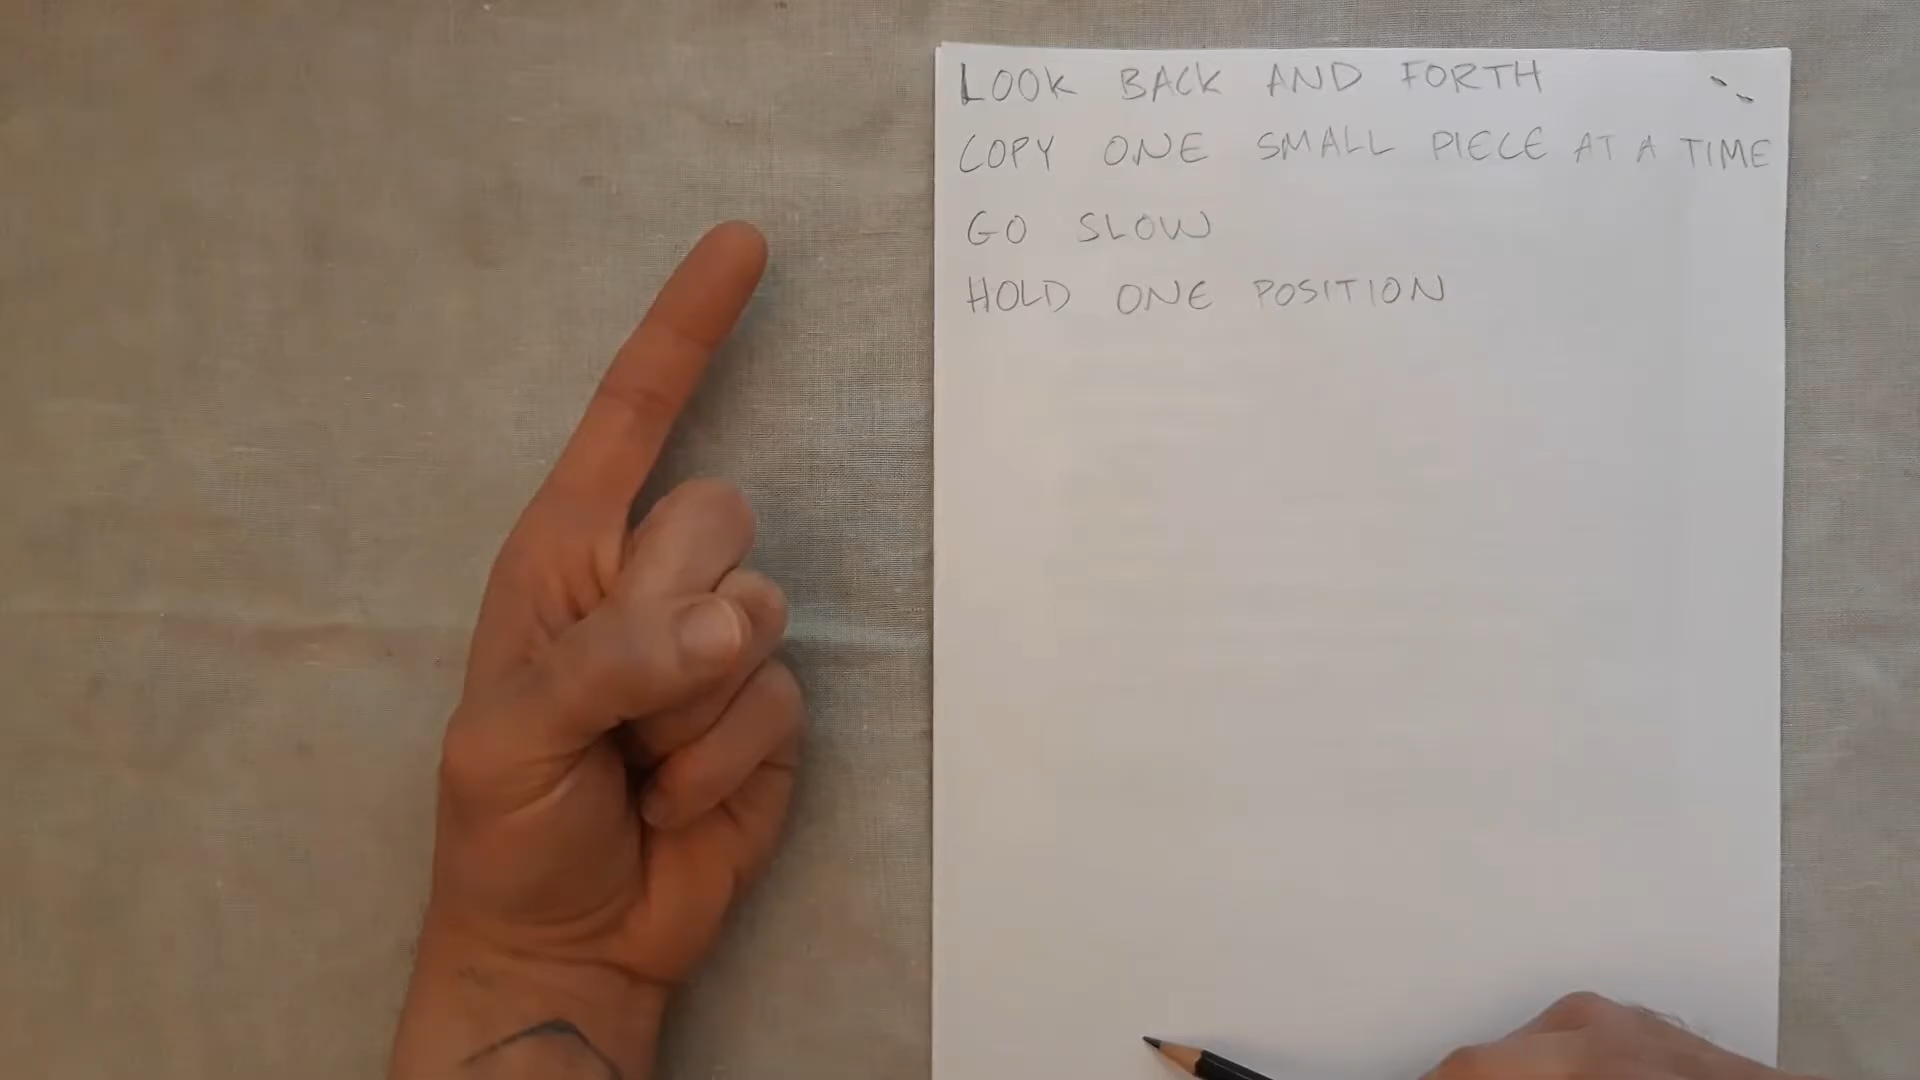 LOOK BACK AND FORTH
COPY ONE SMALL PIECE AT A TIME
GO SLOW
HOLD ONE POSITION